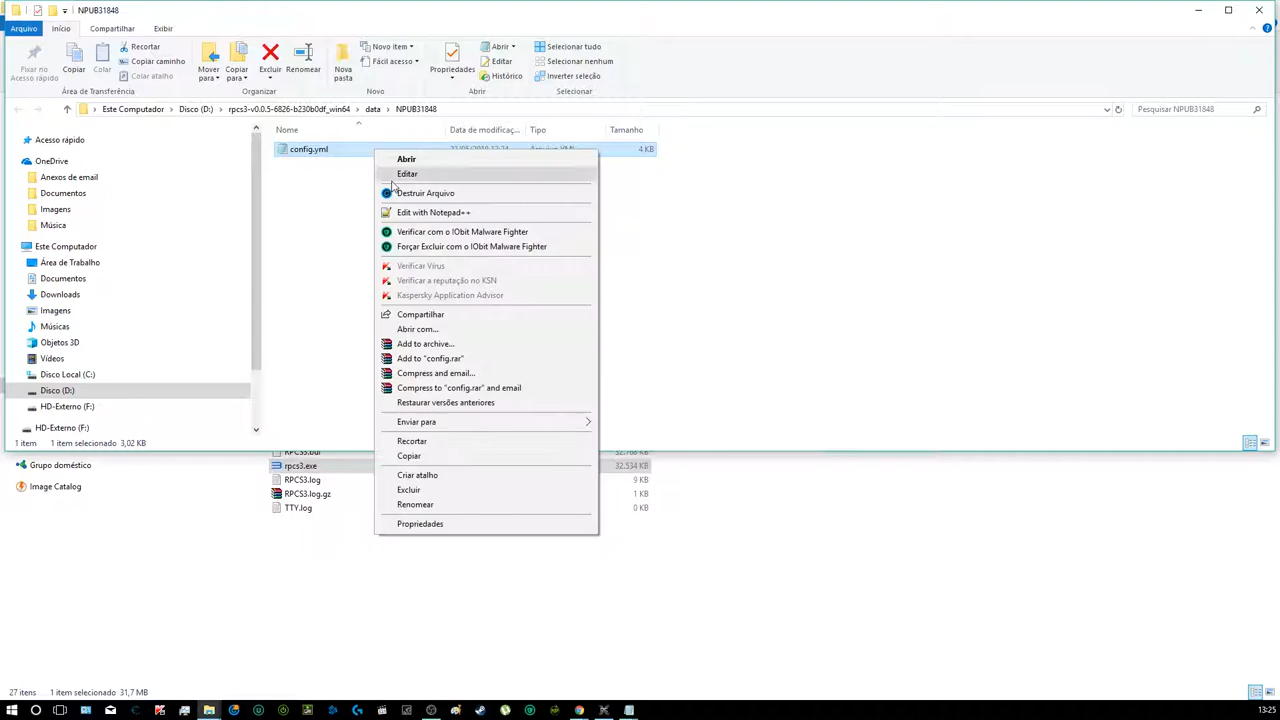 NPUB31848
Arquivo Início Compartilhar Exibir
Fixar no Acesso rápido
Copiar
Colar
Recortar
Copiar caminho
Colar atalho
Mover para
Copiar para
Excluir
Renomear
Nova pasta
Novo item
Fácil acesso
Propriedades
Abrir
Editar
Histórico
Selecionar tudo
Selecionar nenhum
Inverter seleção
Área de Transferência Organizar Novo Abrir Selecionar
Este Computador > Disco (D:) > rpcs3-v0.0.5-6826-b230b0df_win64 > data > NPUB31848
Pesquisar NPUB31848
Nome Data de modificaç... Tipo Tamanho
config.yml 4 KB
Acesso rápido
OneDrive
Anexos de email
Documentos
Imagens
Música
Este Computador
Área de Trabalho
Documentos
Downloads
Imagens
Músicas
Objetos 3D
Vídeos
Disco Local (C:)
Disco (D:)
HD-Externo (F:)
HD-Externo (F:)
1 item 1 item selecionado 3,02 KB
Abrir
Editar
Destruir Arquivo
Edit with Notepad++
Verificar com o IObit Malware Fighter
Forçar Excluir com o IObit Malware Fighter
Verificar Vírus
Verificar a reputação no KSN
Kaspersky Application Advisor
Compartilhar
Abrir com...
Add to archive...
Add to "config.rar"
Compress and email...
Compress to "config.rar" and email
Restaurar versões anteriores
Enviar para
Recortar
Copiar
Criar atalho
Excluir
Renomear
Propriedades
Grupo doméstico
Image Catalog
rpcs3.exe 32.534 KB
RPCS3.log 9 KB
RPCS3.log.gz 1 KB
TTY.log 0 KB
27 itens 1 item selecionado 31,7 MB
13:25